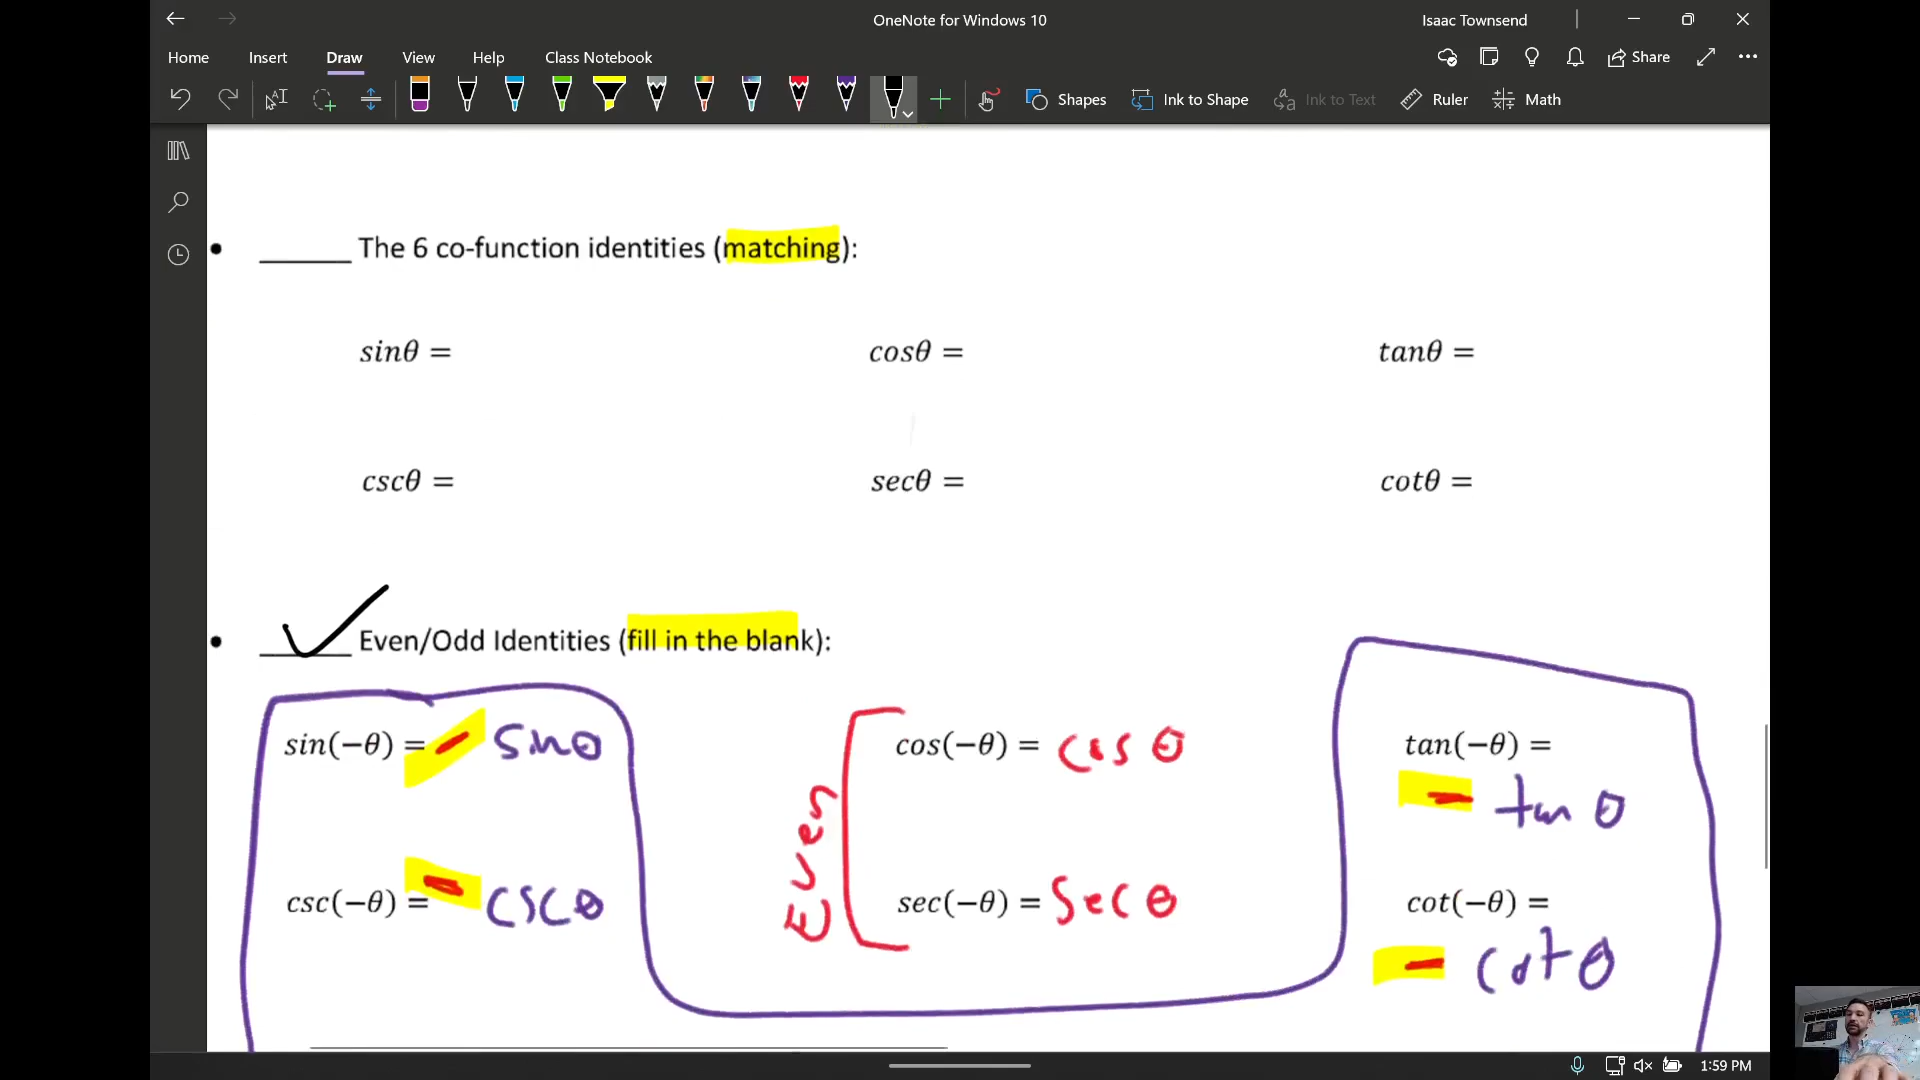 OneNote for Windows 10
Isaac Townsend
Home Insert Draw View Help Class Notebook
Share
Shapes Ink to Shape Ink to Text Ruler Math
• ______ The 6 co-function identities (matching):
sinθ = cosθ = tanθ =
cscθ = secθ = cotθ =
• ______ Even/Odd Identities (fill in the blank):
sin(−θ) = - sinθ cos(−θ) = cos θ tan(−θ) =
- tan θ
Even
csc(−θ) = - cscθ sec(−θ) = sec θ cot(−θ) =
- cot θ
1:59 PM